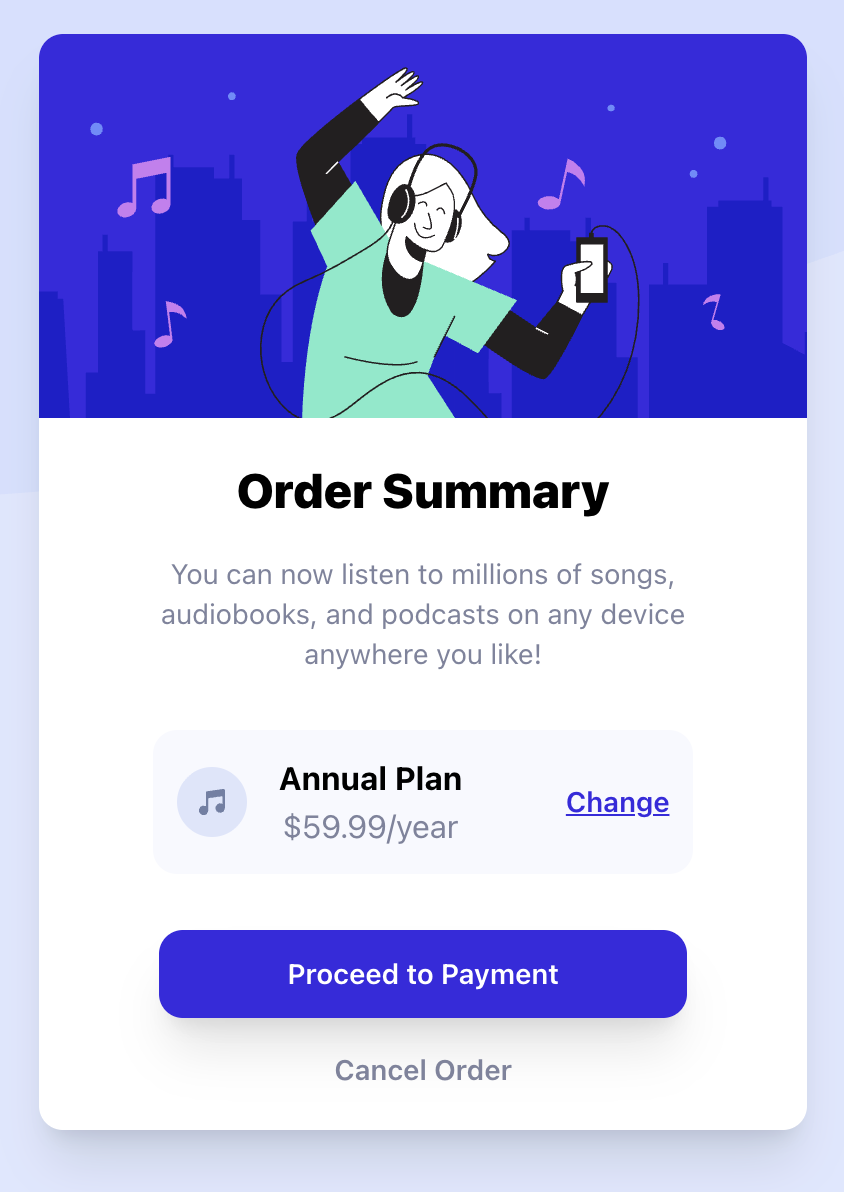 Order Summary
You can now listen to millions of songs,
audiobooks, and podcasts on any device
anywhere you like!
Annual Plan
$59.99/year
Change
Proceed to Payment
Cancel Order